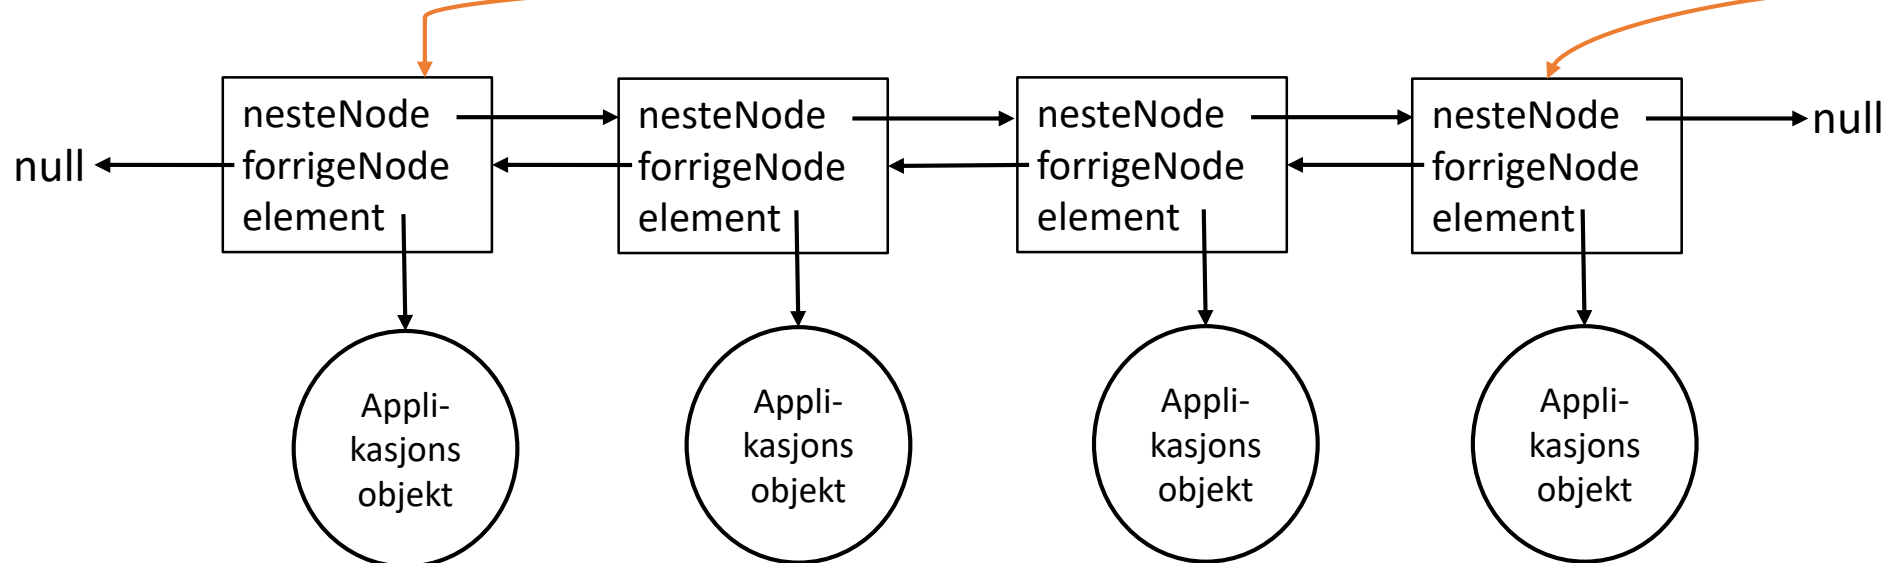 nesteNode
forrigeNode
element
nesteNode
forrigeNode
element
nesteNode
forrigeNode
element
nesteNode
forrigeNode
element
null
null
Appli-
kasjons
objekt
Appli-
kasjons
objekt
Appli-
kasjons
objekt
Appli-
kasjons
objekt